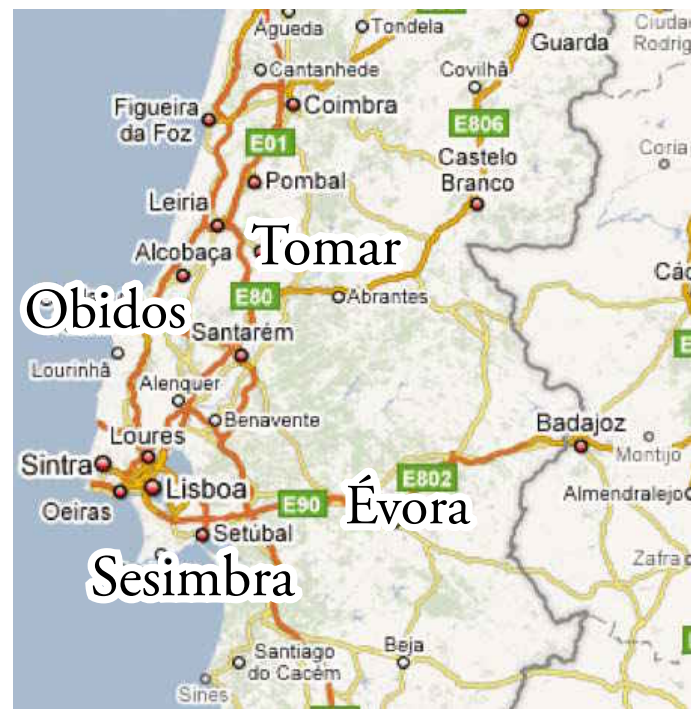 Águeda
Tondela
Guarda
Ciudad
Rodrig
Cantanhede
Covilhã
Figueira
da Foz
Coimbra
E806
E01
Castelo
Branco
Coria
Pombal
Leiria
Tomar
Alcobaça
Các
E80
Abrantes
Obidos
Santarém
E
Lourinhã
Alenquer
Benavente
Badajoz
Loures
Montijo
Sintra
E802
Lisboa
Almendralejo
Oeiras
E90
Évora
Setúbal
Zafra
Sesimbra
Santiago
do Cacém
Beja
Sines